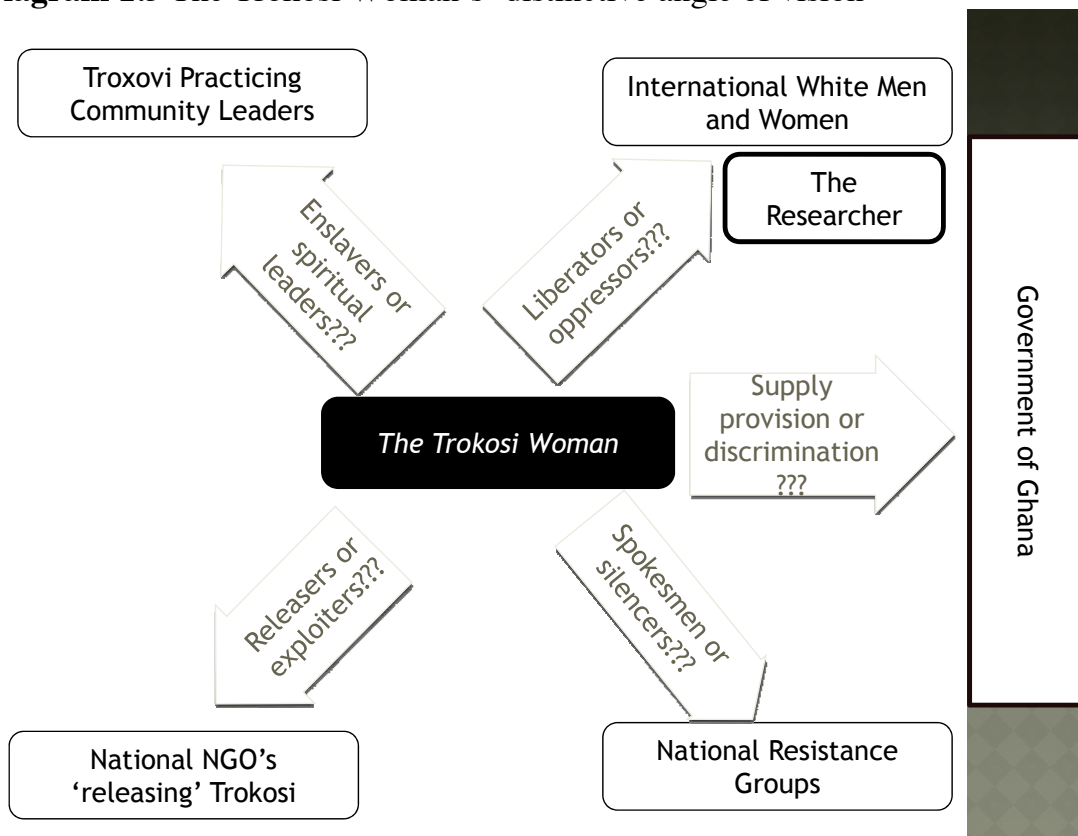 Troxovi Practicing
Community Leaders
International White Men
and Women
The
Researcher
Enslavers or
spiritual
leaders???
Liberators or
oppressors???
Supply
provision or
discrimination
???
Government of Ghana
The Trokosi Woman
Releasers or
exploiters???
Spokesmen or
silencers???
National NGO’s
‘releasing’ Trokosi
National Resistance
Groups